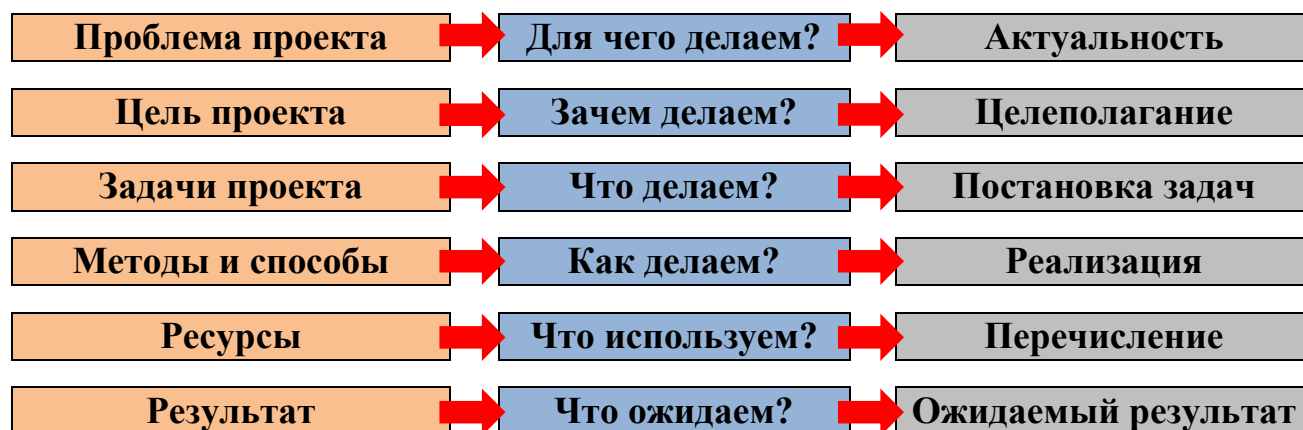 Проблема проекта Для чего делаем? Актуальность
Цель проекта Зачем делаем? Целеполагание
Задачи проекта Что делаем? Постановка задач
Методы и способы Как делаем? Реализация
Ресурсы Что используем? Перечисление
Результат Что ожидаем? Ожидаемый результат